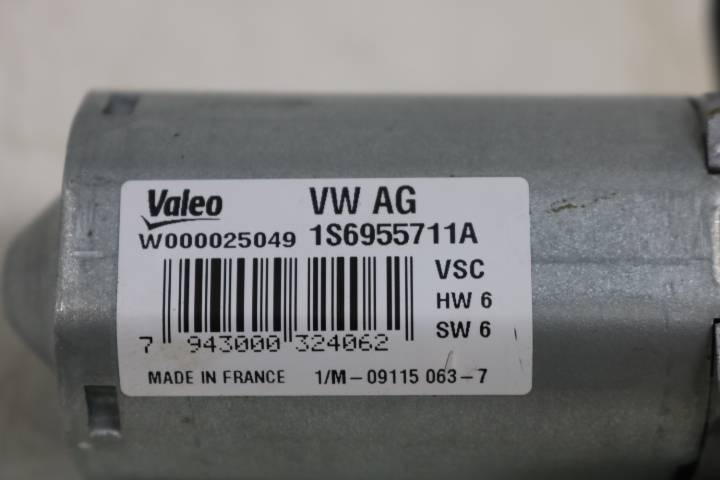 Valeo VW AG
W000025049 1S6955711A
VSC
HW 6
SW 6
7 943000 324062
MADE IN FRANCE 1/M-09115 063-7